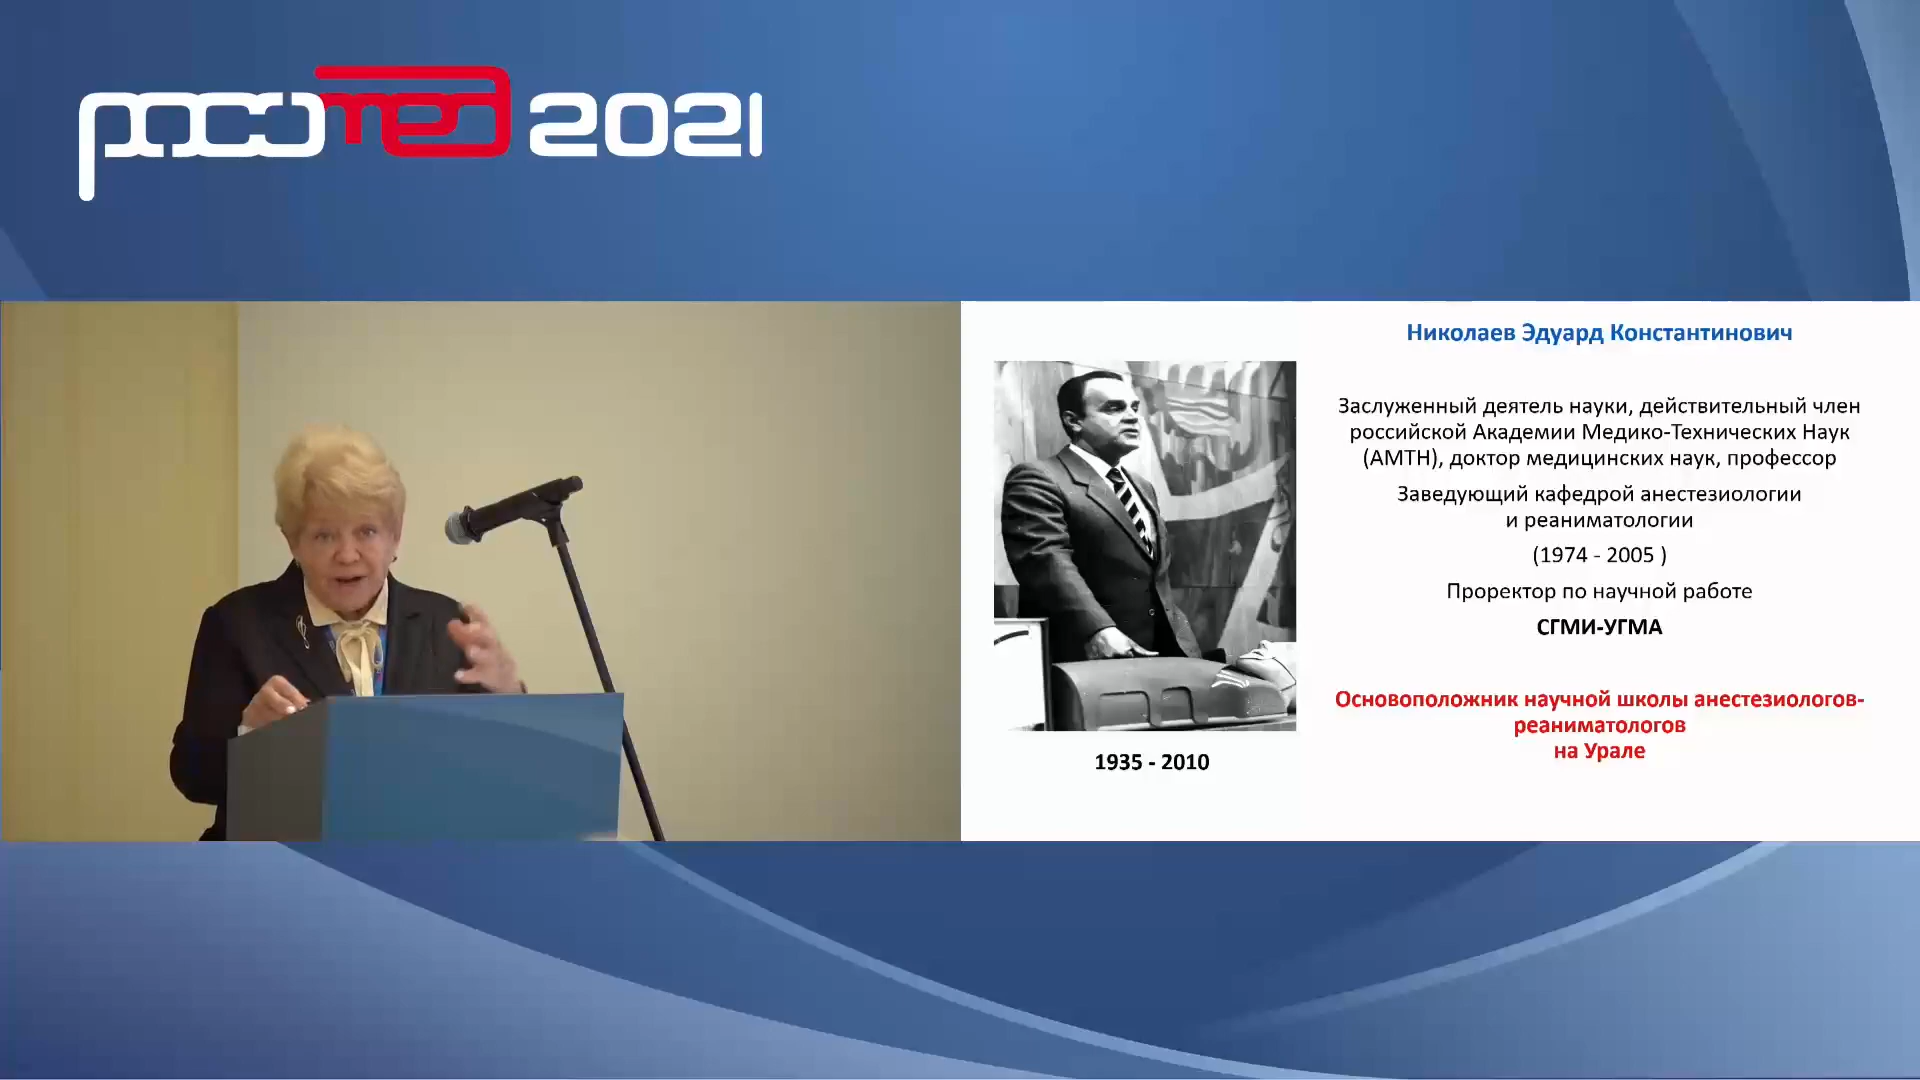 росомед 2021
Николаев Эдуард Константинович
Заслуженный деятель науки, действительный член
российской Академии Медико-Технических Наук
(АМТН), доктор медицинских наук, профессор
Заведующий кафедрой анестезиологии
и реаниматологии
(1974 - 2005 )
Проректор по научной работе
СГМИ-УГМА
Основоположник научной школы анестезиологов-
реаниматологов
на Урале
1935 - 2010